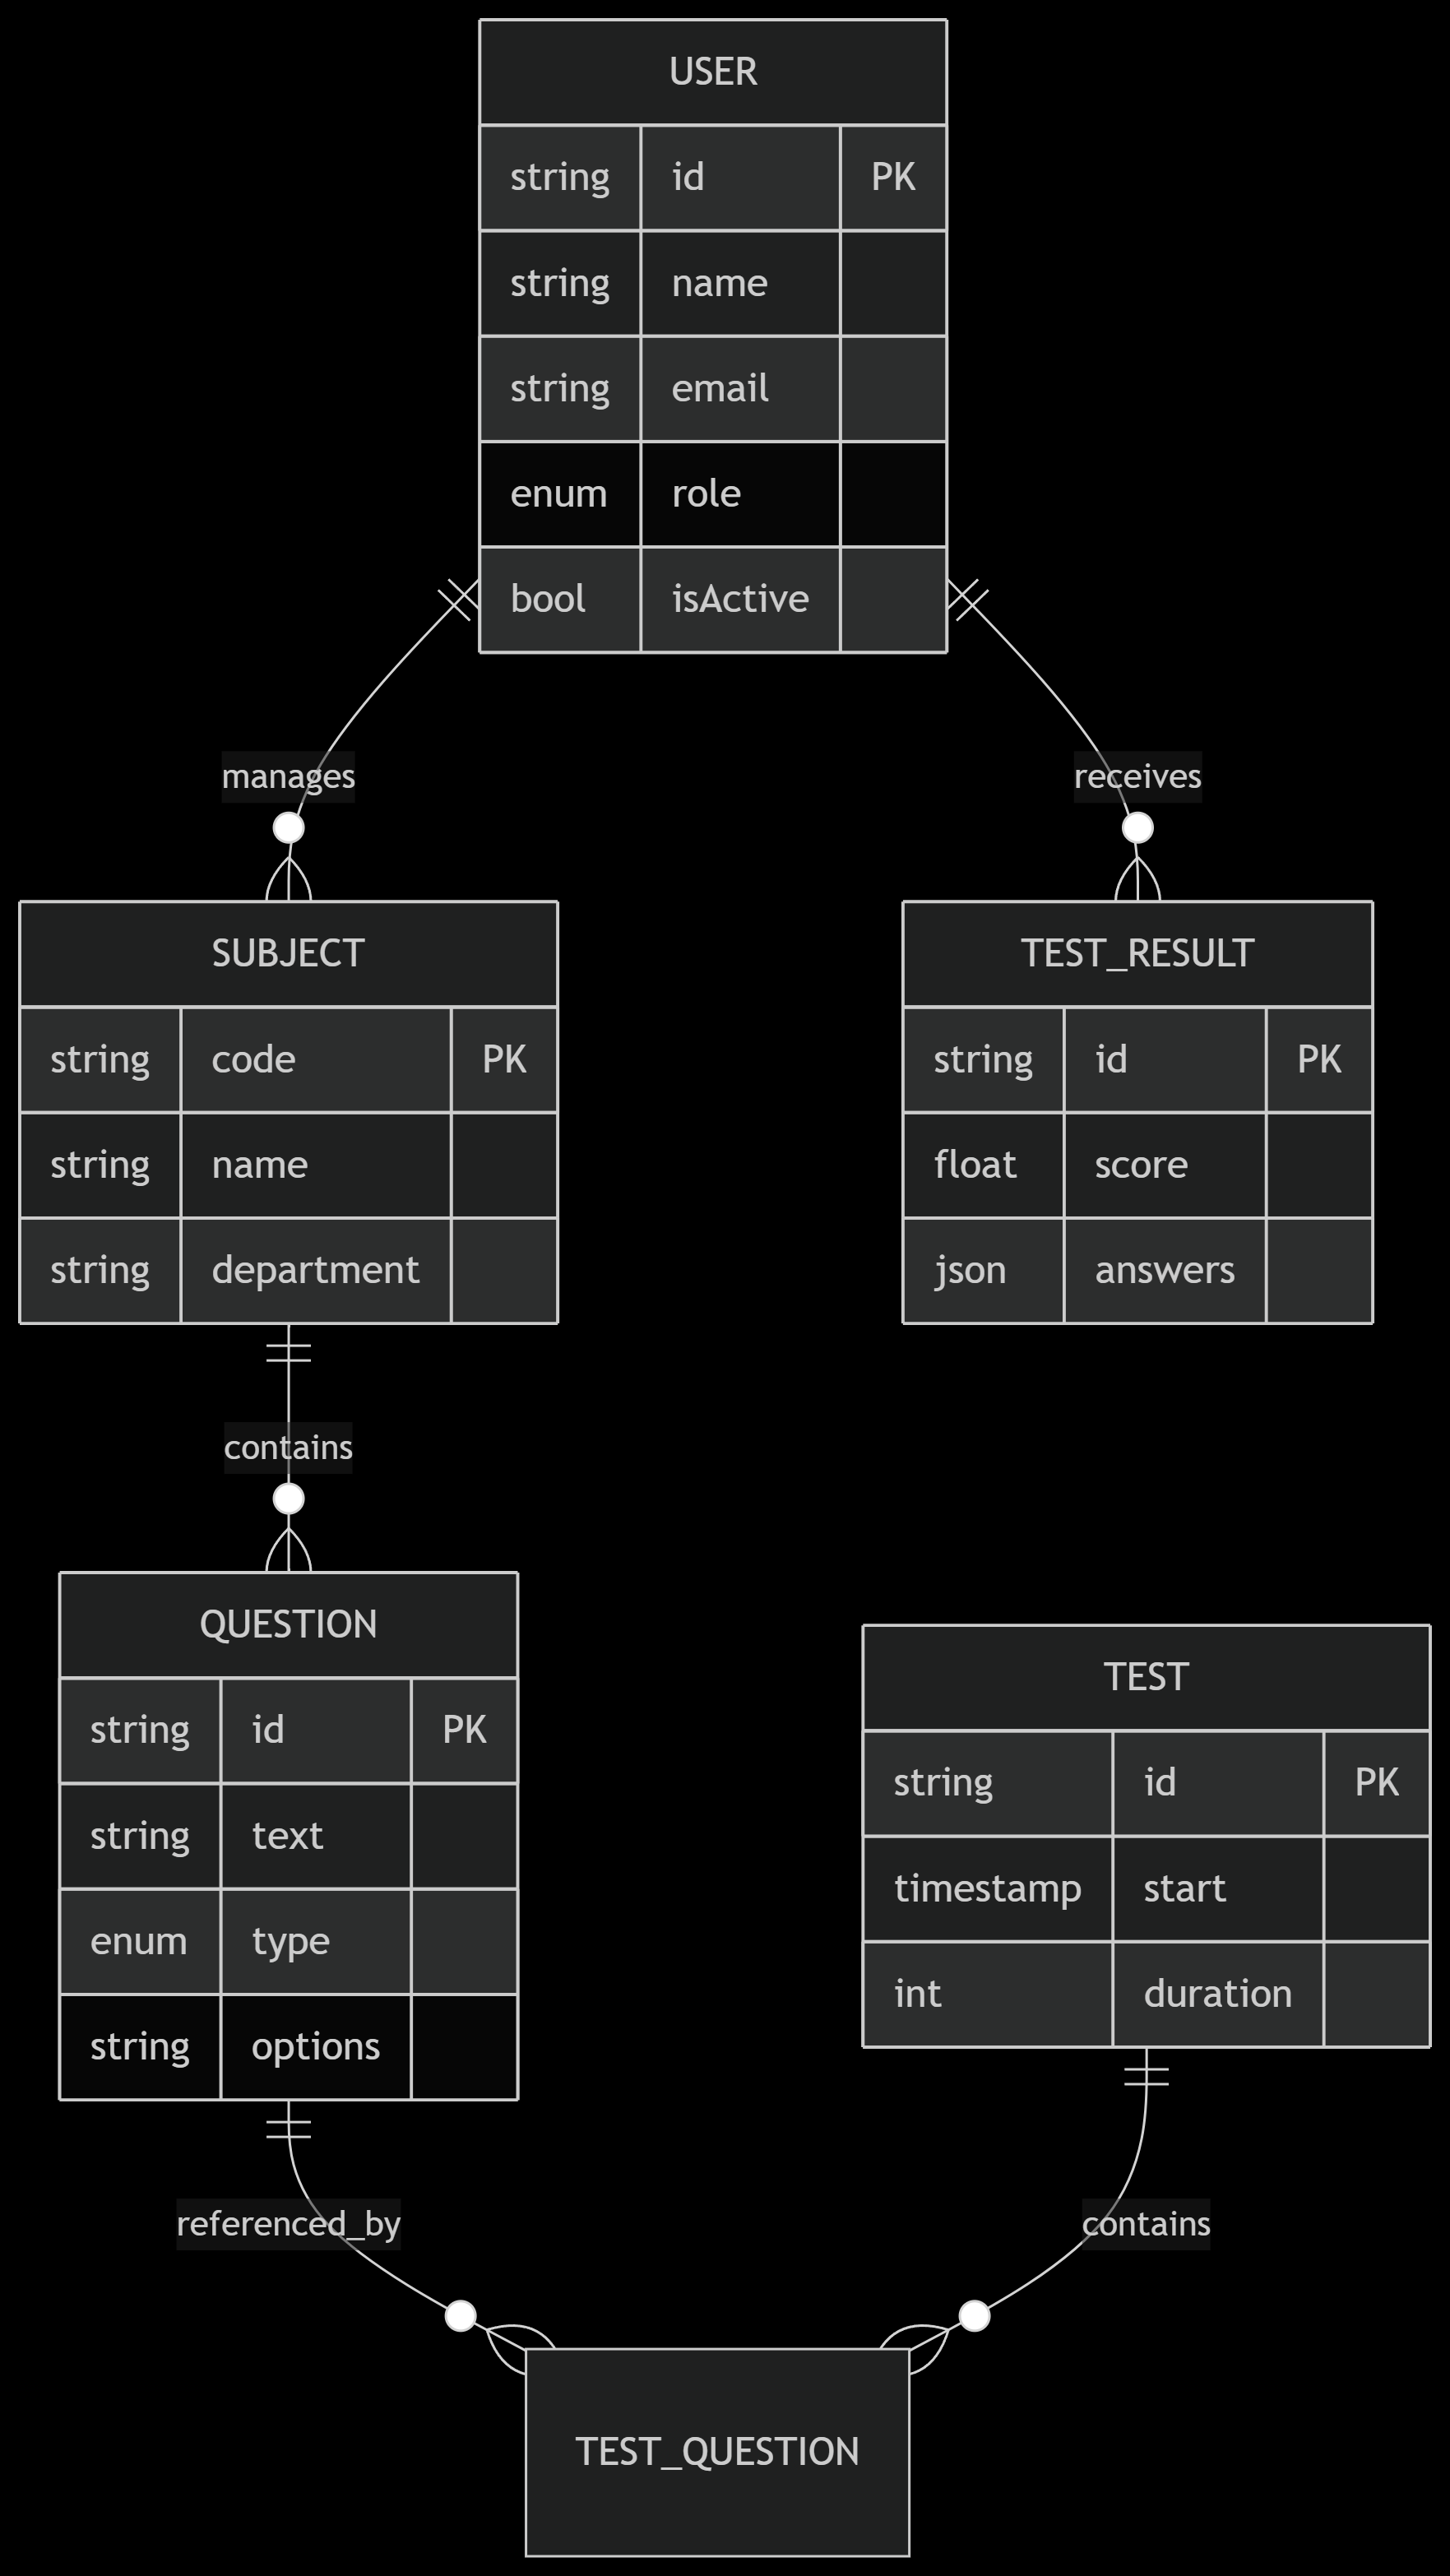 USER
string id PK
string name
string email
enum role
bool isActive
manages
receives
SUBJECT
string code PK
string name
string department
TEST_RESULT
string id PK
float score
json answers
contains
QUESTION
string id PK
string text
enum type
string options
TEST
string id PK
timestamp start
int duration
referenced_by
contains
TEST_QUESTION